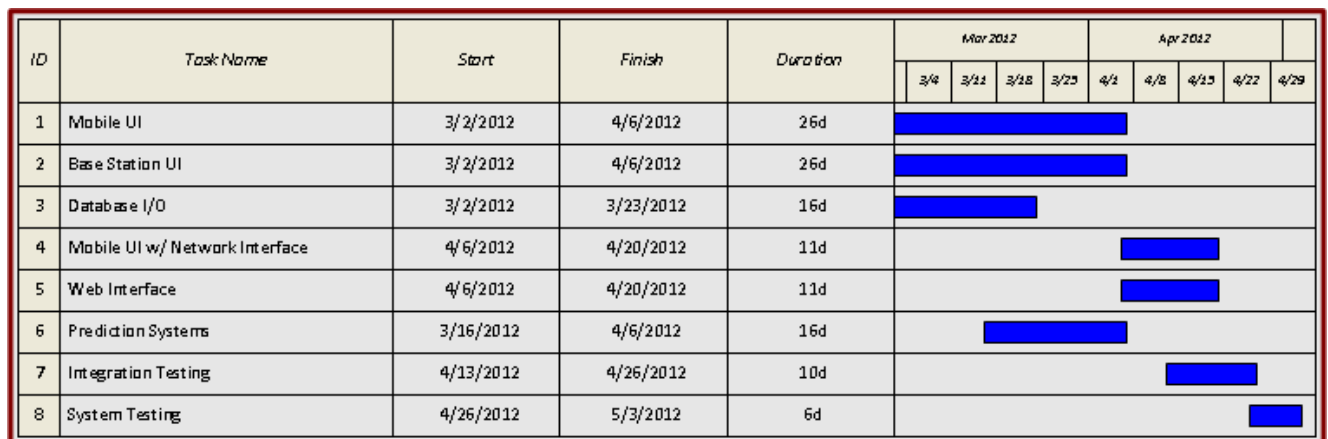 ID Task Name Start Finish Duration Mar 2012 Apr 2012
3/4 3/11 3/18 3/25 4/1 4/8 4/15 4/22 4/29
1 Mobile UI 3/2/2012 4/6/2012 26d
2 Base Station UI 3/2/2012 4/6/2012 26d
3 Database I/O 3/2/2012 3/23/2012 16d
4 Mobile UI w/ Network Interface 4/6/2012 4/20/2012 11d
5 Web Interface 4/6/2012 4/20/2012 11d
6 Prediction Systems 3/16/2012 4/6/2012 16d
7 Integration Testing 4/13/2012 4/26/2012 10d
8 System Testing 4/26/2012 5/3/2012 6d